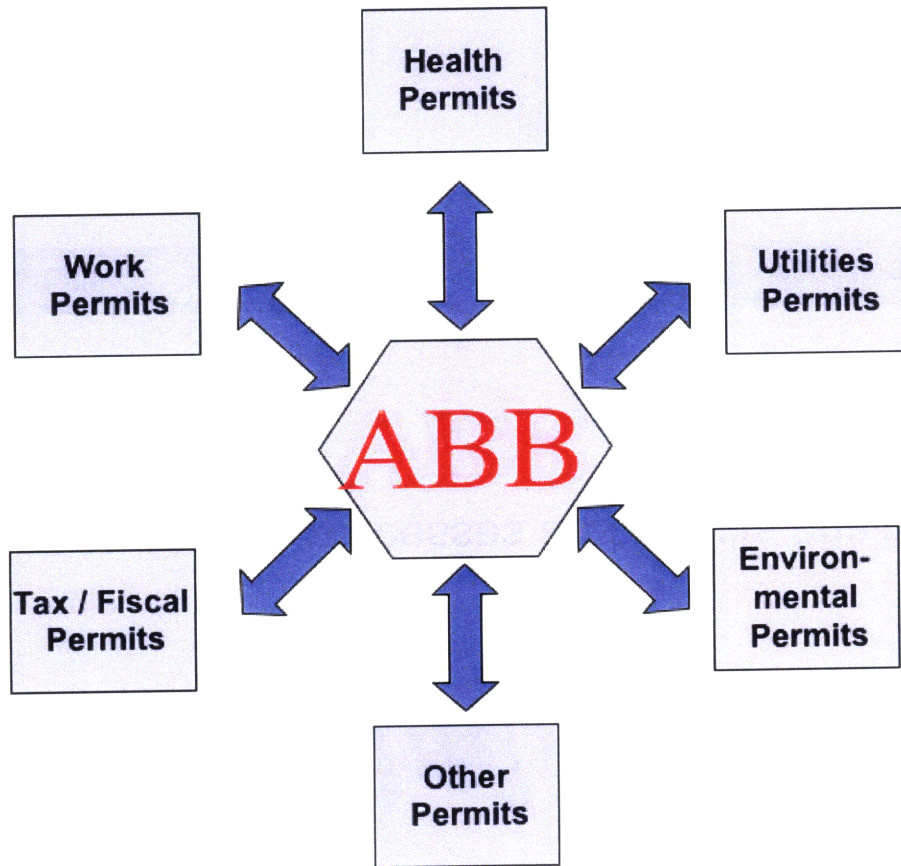 Health
Permits
Work
Permits
Utilities
Permits
ABB
Tax / Fiscal
Permits
Environ-
mental
Permits
Other
Permits